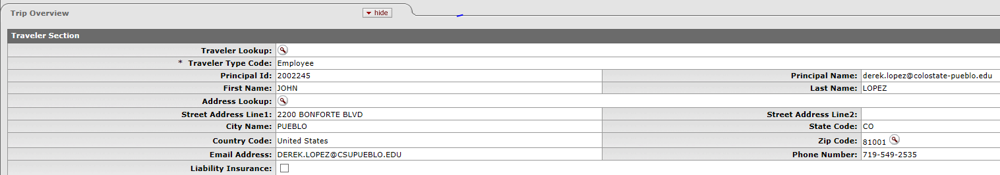 Trip Overview
hide
Traveler Section
Traveler Lookup:
* Traveler Type Code: Employee
Principal Id: 2002245 Principal Name: derek.lopez@colostate-pueblo.edu
First Name: JOHN Last Name: LOPEZ
Address Lookup:
Street Address Line1: 2200 BONFORTE BLVD Street Address Line2:
City Name: PUEBLO State Code: CO
Country Code: United States Zip Code: 81001
Email Address: DEREK.LOPEZ@CSUPUEBLO.EDU Phone Number: 719-549-2535
Liability Insurance: